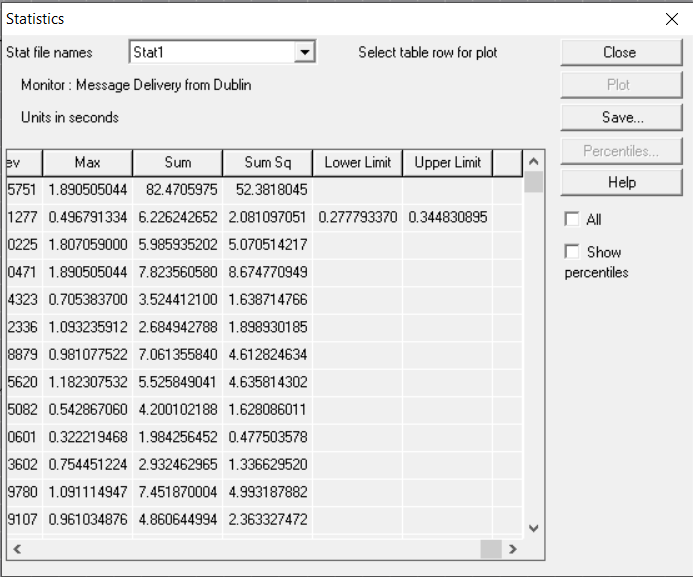 Statistics
Stat file names Stat1 Select table row for plot Close
Monitor : Message Delivery from Dublin Plot
Units in seconds Save...
ev Max Sum Sum Sq Lower Limit Upper Limit Percentiles...
5751 1.890505044 82.4705975 52.3818045 Help
1277 0.496791334 6.226242652 2.081097051 0.277793370 0.344830895 All
0225 1.807059000 5.985935202 5.070514217 Show
0471 1.890505044 7.823560580 8.674770949 percentiles
4323 0.705383700 3.524412100 1.638714766
2336 1.093235912 2.684942788 1.898930185
8879 0.981077522 7.061355840 4.612824634
5620 1.182307532 5.525849041 4.635814302
5082 0.542867060 4.200102188 1.628086011
0601 0.322219468 1.984256452 0.477503578
3602 0.754451224 2.932462965 1.336629520
9780 1.091114947 7.451870004 4.993187882
9107 0.961034876 4.860644994 2.363327472